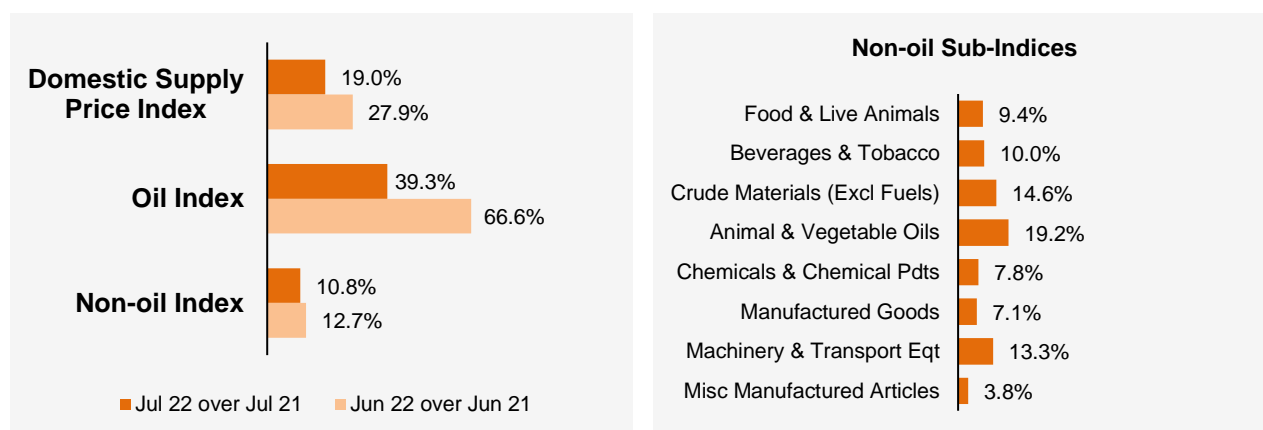 Domestic Supply
Price Index
19.0%
27.9%
Oil Index
39.3%
66.6%
Non-oil Index
10.8%
12.7%
Jul 22 over Jul 21
Jun 22 over Jun 21
Non-oil Sub-Indices
Food & Live Animals 9.4%
Beverages & Tobacco 10.0%
Crude Materials (Excl Fuels) 14.6%
Animal & Vegetable Oils 19.2%
Chemicals & Chemical Pdts 7.8%
Manufactured Goods 7.1%
Machinery & Transport Eqt 13.3%
Misc Manufactured Articles 3.8%